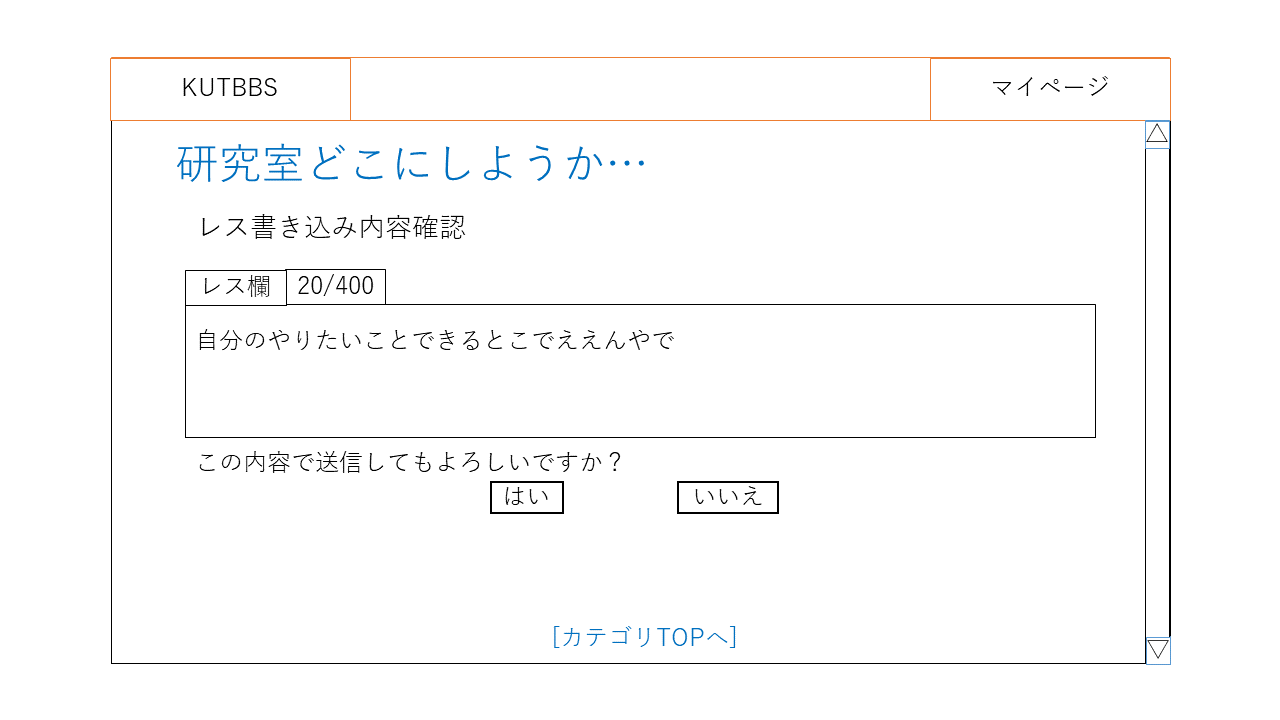 KUTBBS
マイページ
研究室どこにしようか…
レス書き込み内容確認
レス欄 20/400
自分のやりたいことできるとこでええんやで
この内容で送信してもよろしいですか？
はい いいえ
[カテゴリTOPへ]